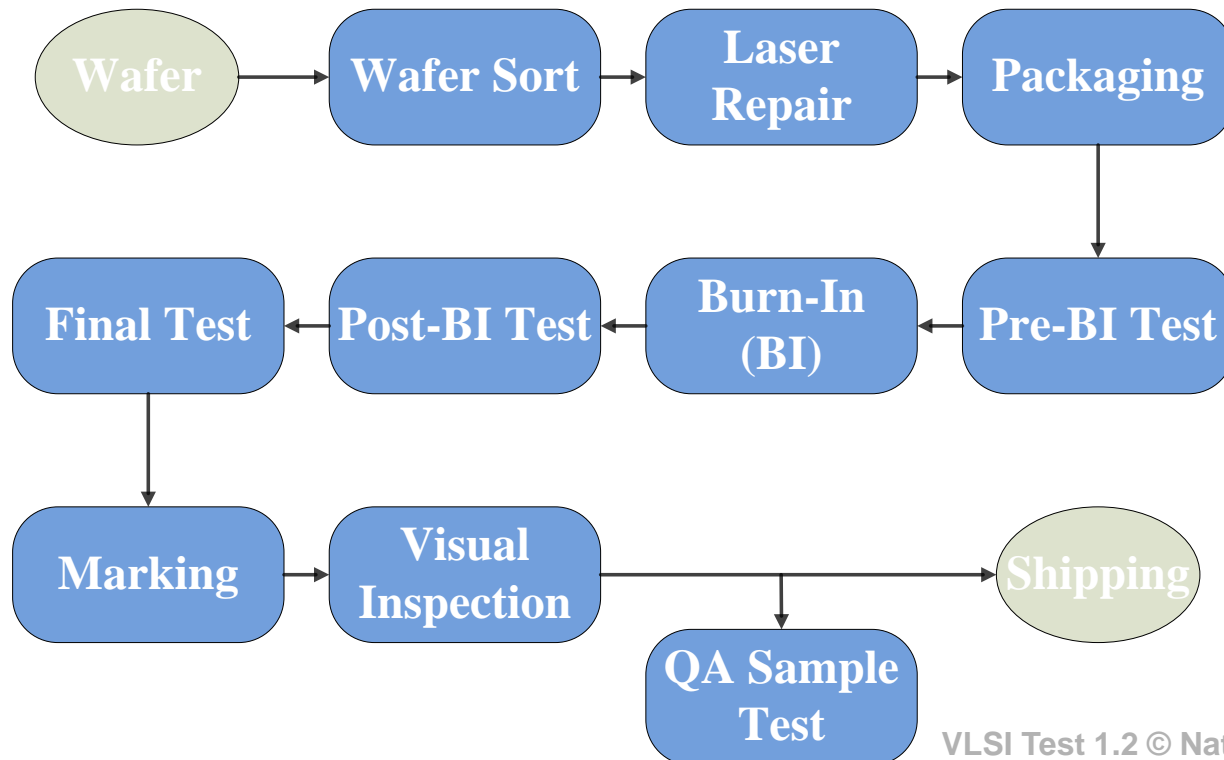 Wafer
Wafer Sort
Laser
Repair
Packaging
Final Test
Post-BI Test
Burn-In
(BI)
Pre-BI Test
Marking
Visual
Inspection
Shipping
QA Sample
Test
VLSI Test 1.2 © Nat